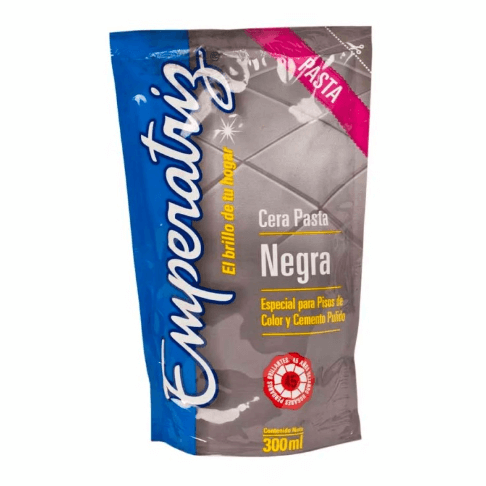 PASTA
Emperatriz
El brillo de tu hogar
Cera Pasta
Negra
Especial para Pisos de
Color y Cemento Pulido
45
Contenido Neto
300ml